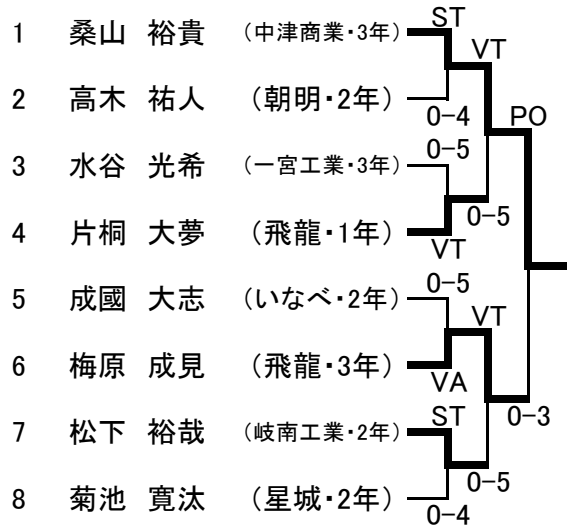 ST
1 桑山 裕貴 (中津商業・3年)
VT
2 高木 祐人 (朝明・2年)
0-4
PO
0-5
3 水谷 光希 (一宮工業・3年)
0-5
4 片桐 大夢 (飛龍・1年)
VT
0-5
5 成國 大志 (いなべ・2年)
VT
6 梅原 成見 (飛龍・3年)
VA
ST
0-3
7 松下 裕哉 (岐南工業・2年)
0-5
8 菊池 寛汰 (星城・2年)
0-4